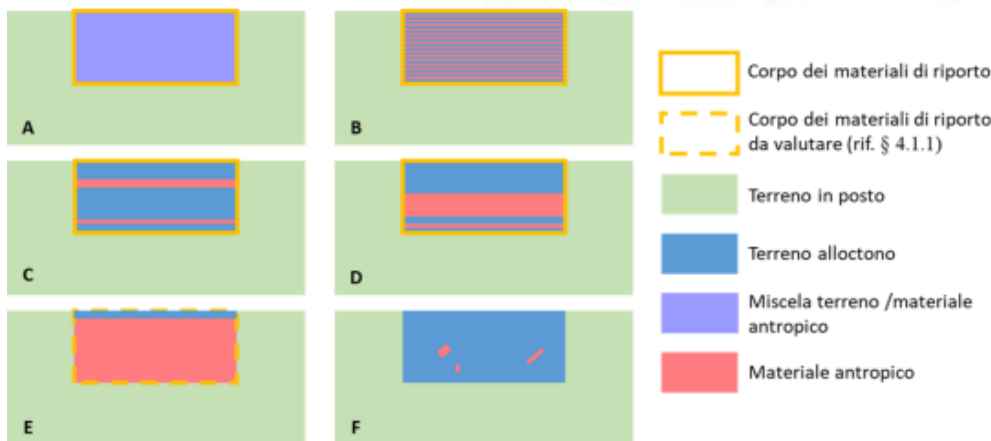 A
B
C
D
E
F
Corpo dei materiali di riporto
Corpo dei materiali di riporto
da valutare (rif. § 4.1.1)
Terreno in posto
Terreno alloctono
Miscela terreno /materiale
antropico
Materiale antropico